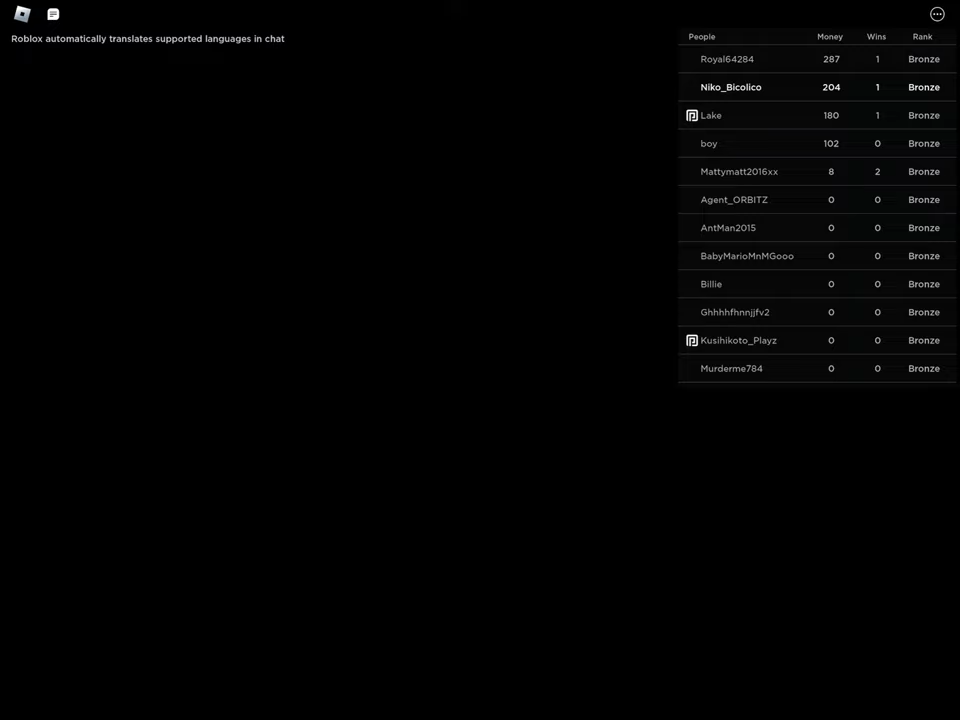 Roblox automatically translates supported languages in chat
People Money Wins Rank
Royal64284 287 1 Bronze
Niko_Bicolico 204 1 Bronze
Lake 180 1 Bronze
boy 102 0 Bronze
Mattymatt2016xx 8 2 Bronze
Agent_ORBITZ 0 0 Bronze
AntMan2015 0 0 Bronze
BabyMarioMnMGooo 0 0 Bronze
Billie 0 0 Bronze
Ghhhhfhnnjjfv2 0 0 Bronze
Kusihikoto_Playz 0 0 Bronze
Murderme784 0 0 Bronze